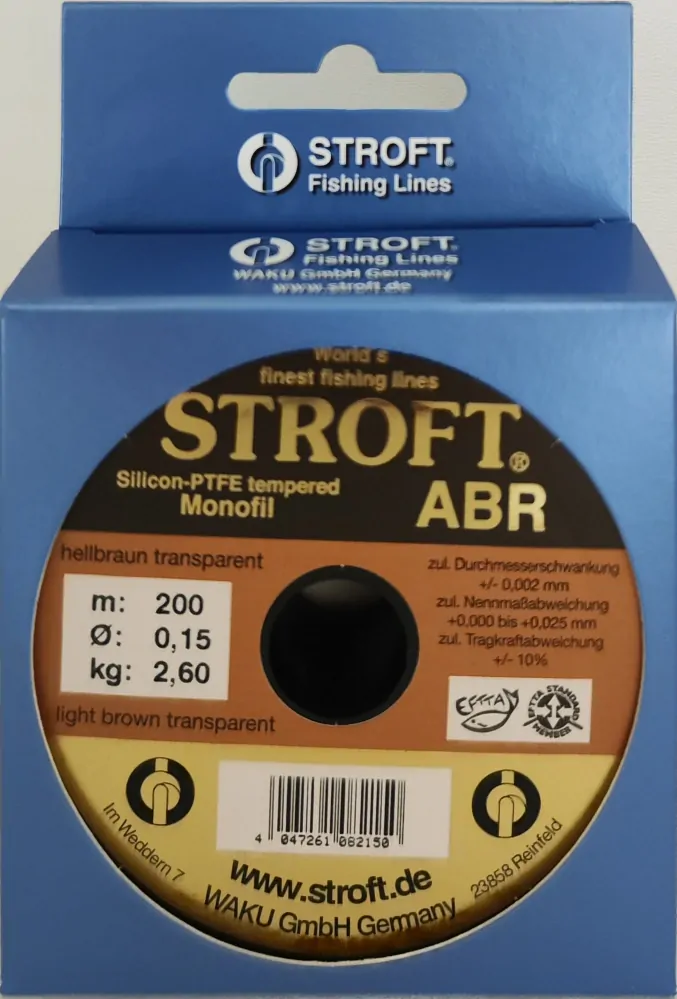 STROFT®
Fishing Lines
STROFT®
Fishing Lines
WAKU GmbH Germany
www.stroft.de
World's
finest fishing lines
STROFT®
Silicon-PTFE tempered
Monofil
ABR
hellbraun transparent
m: 200
Ø: 0,15
kg: 2,60
light brown transparent
zul. Durchmesserschwankung
+/- 0,002 mm
zul. Nennmaßabweichung
+0,000 bis +0,025 mm
zul. Tragkraftabweichung
+/- 10%
EFTTA
EFTTA STANDARD
MEMBER
4 047261 082150
Im Weddern 7
www.stroft.de
23858 Reinfeld
WAKU GmbH Germany